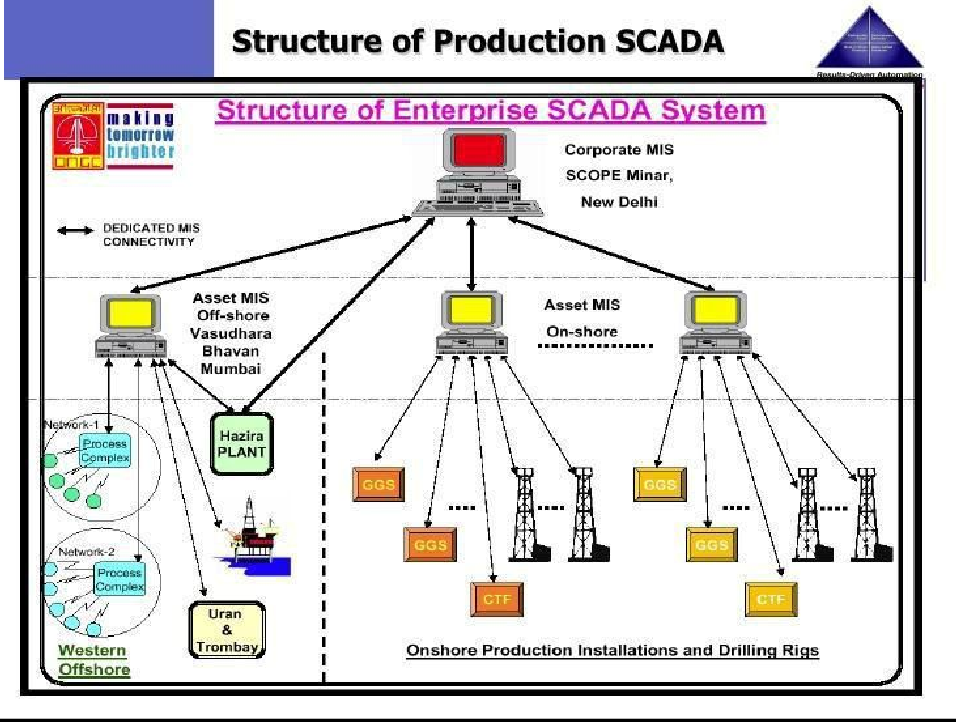 Structure of Production SCADA
Results-Driven Automation
Structure of Enterprise SCADA System
ONGC
making
tomorrow
brighter
Corporate MIS
SCOPE Minar,
New Delhi
DEDICATED MIS
CONNECTIVITY
Asset MIS
Off-shore
Vasudhara
Bhavan
Mumbai
Asset MIS
On-shore
Network-1
Process
Complex
Hazira
PLANT
GGS
GGS
CTF
GGS
GGS
CTF
Network-2
Process
Complex
Uran
&
Trombay
Western
Offshore
Onshore Production Installations and Drilling Rigs